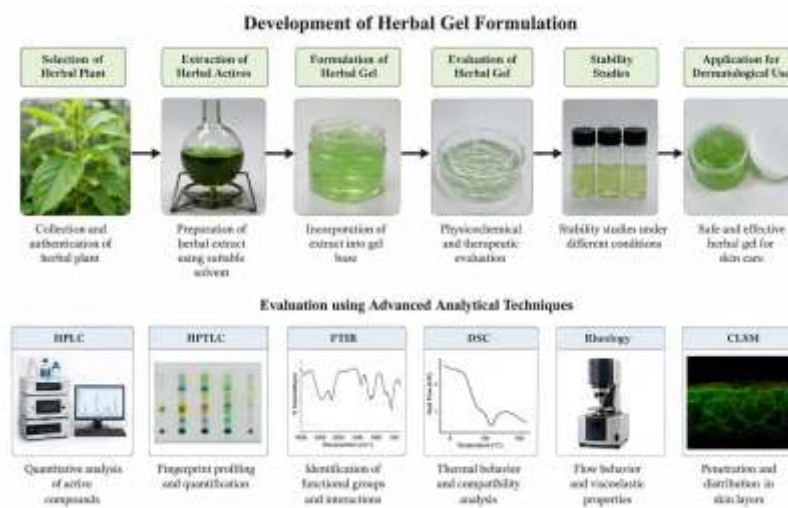 Development of Herbal Gel Formulation
Selection of
Herbal Plant
Extraction of
Herbal Actives
Formulation of
Herbal Gel
Evaluation of
Herbal Gel
Stability
Studies
Application for
Dermatological Use
Collection and
authentication of
herbal plant
Preparation of
herbal extract
using suitable
solvent
Incorporation of
extract into gel
base
Physicochemical
and therapeutic
evaluation
Stability studies under
different conditions
Safe and effective
herbal gel for
skin care
Evaluation using Advanced Analytical Techniques
HPLC
HPTLC
FTIR
DSC
Rheology
CLSM
Quantitative analysis
of active
compounds
Fingerprint profiling
and quantification
Identification of
functional groups
and interactions
Thermal behavior
and compatibility
analysis
Flow behavior
and viscoelastic
properties
Penetration and
distribution in
skin layers